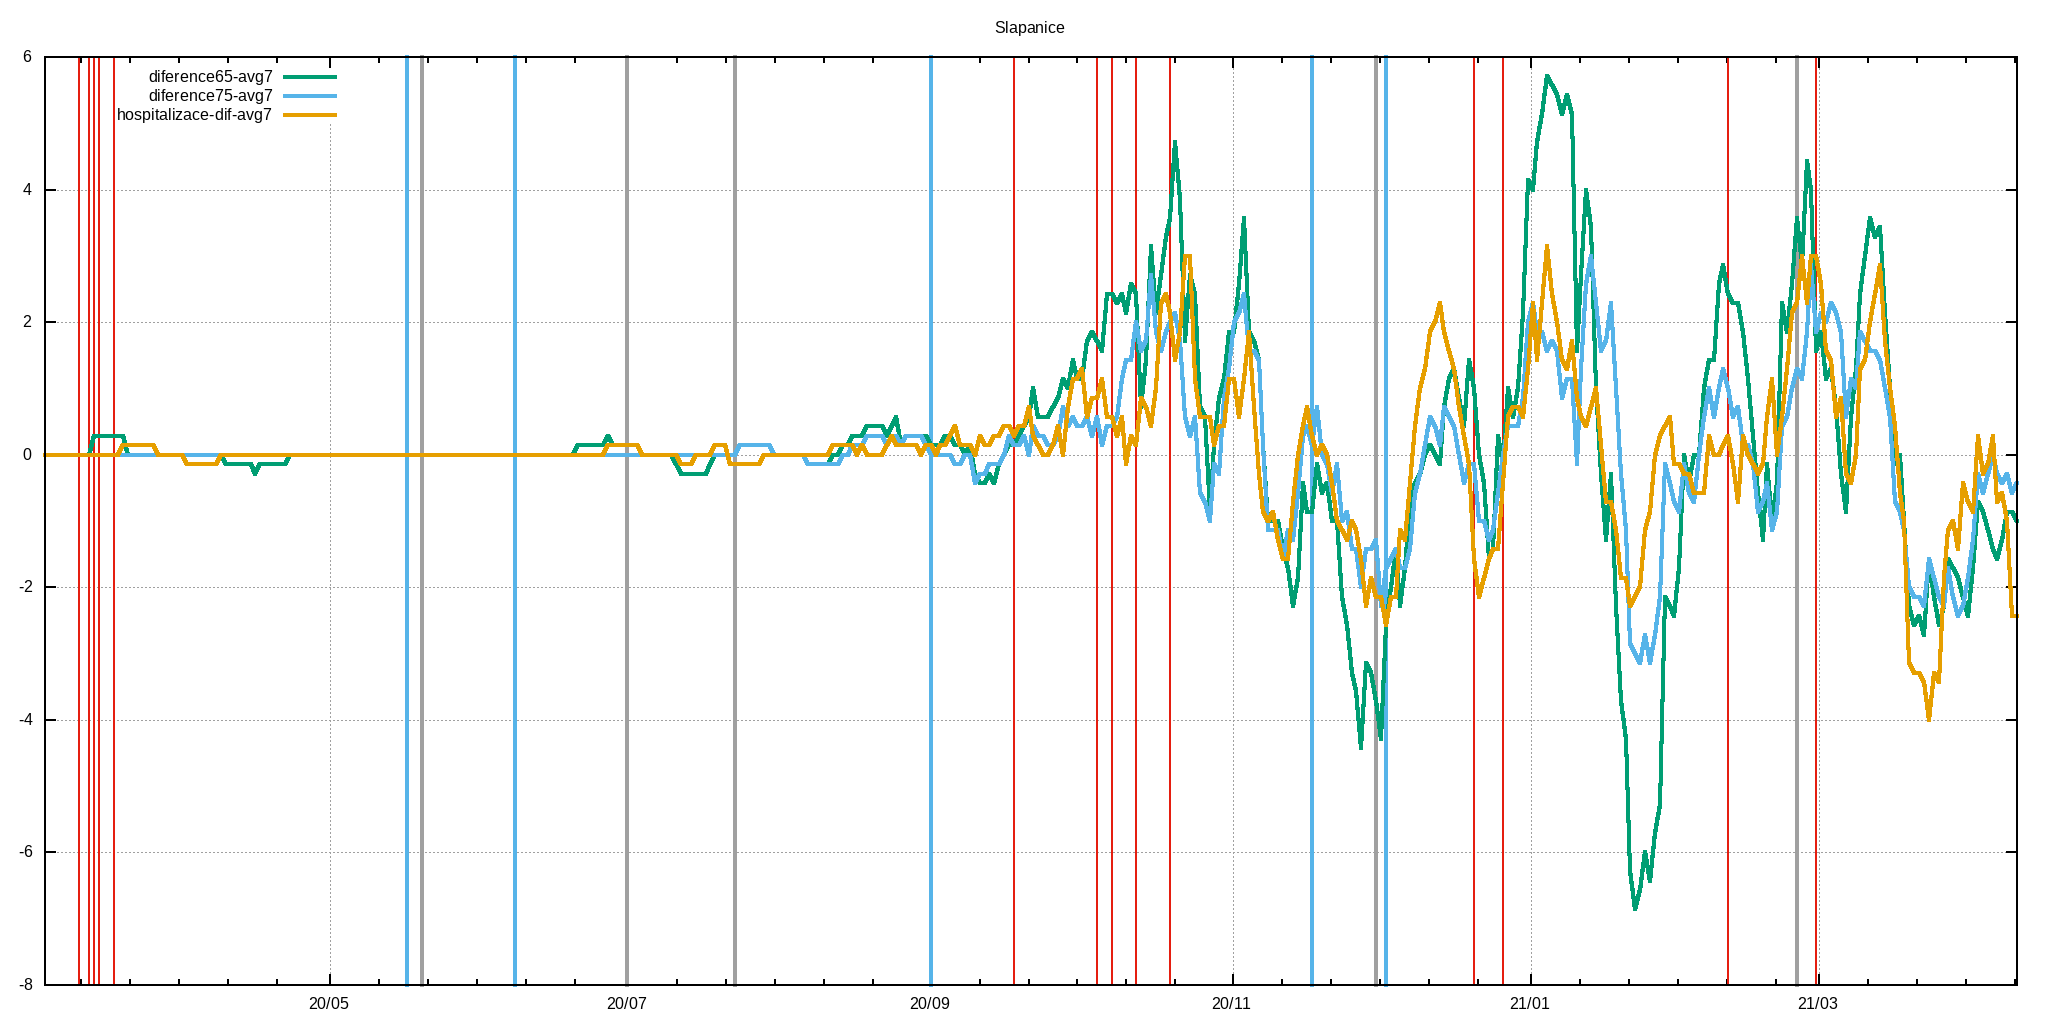 Slapanice
6
diference65-avg7
diference75-avg7
hospitalizace-dif-avg7
4
2
0
-2
-4
-6
-8
20/05 20/07 20/09 20/11 21/01 21/03